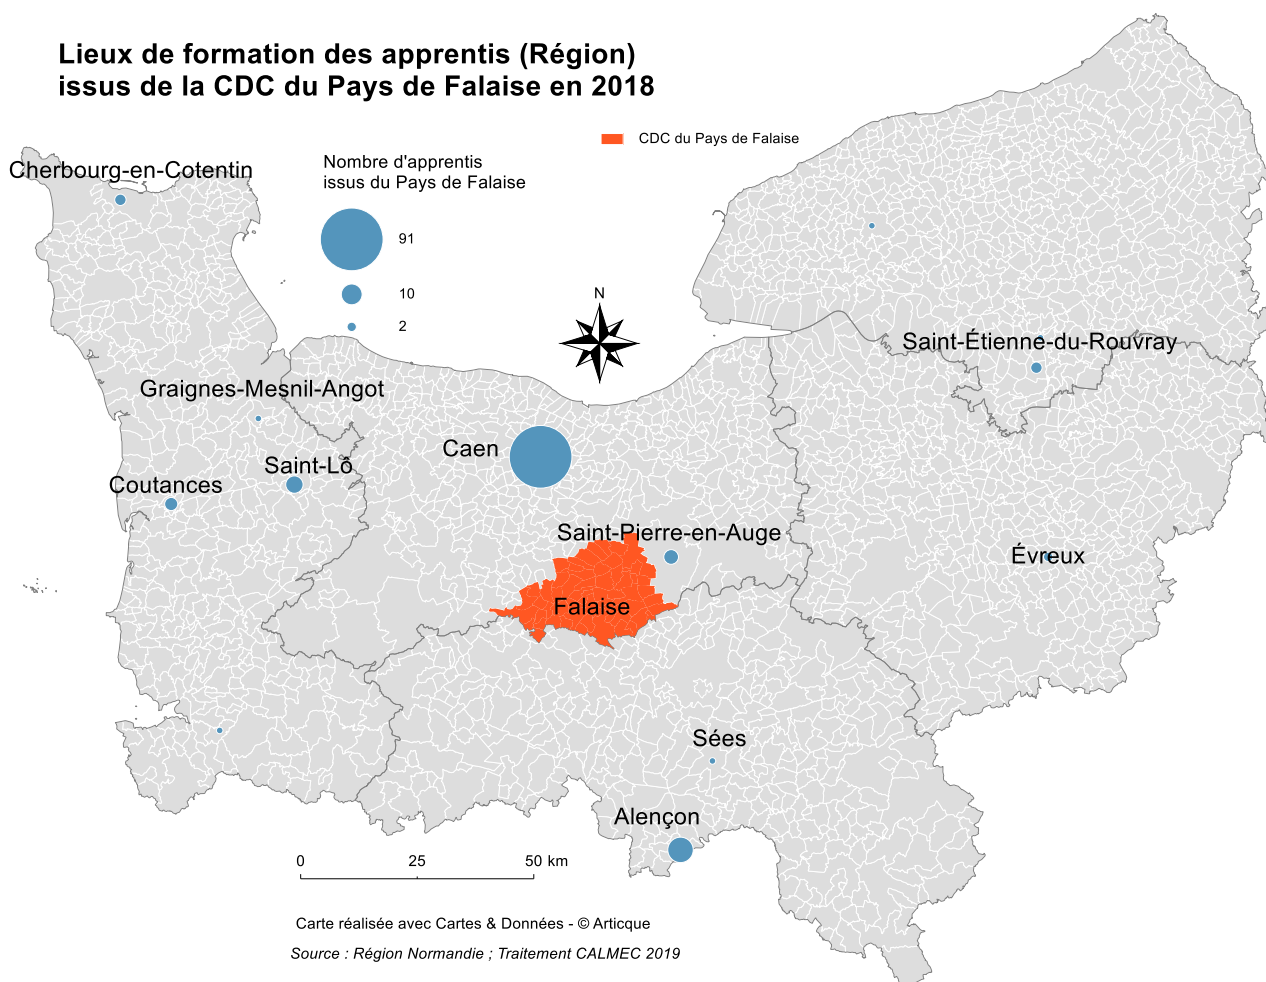 Lieux de formation des apprentis (Région)
issus de la CDC du Pays de Falaise en 2018
CDC du Pays de Falaise
Nombre d'apprentis
issus du Pays de Falaise
91
10
2
N
Cherbourg-en-Cotentin
Saint-Étienne-du-Rouvray
Graignes-Mesnil-Angot
Caen
Saint-Lô
Coutances
Saint-Pierre-en-Auge
Évreux
Falaise
Sées
Alençon
0 25 50 km
Carte réalisée avec Cartes & Données - © Articque
Source : Région Normandie ; Traitement CALMEC 2019